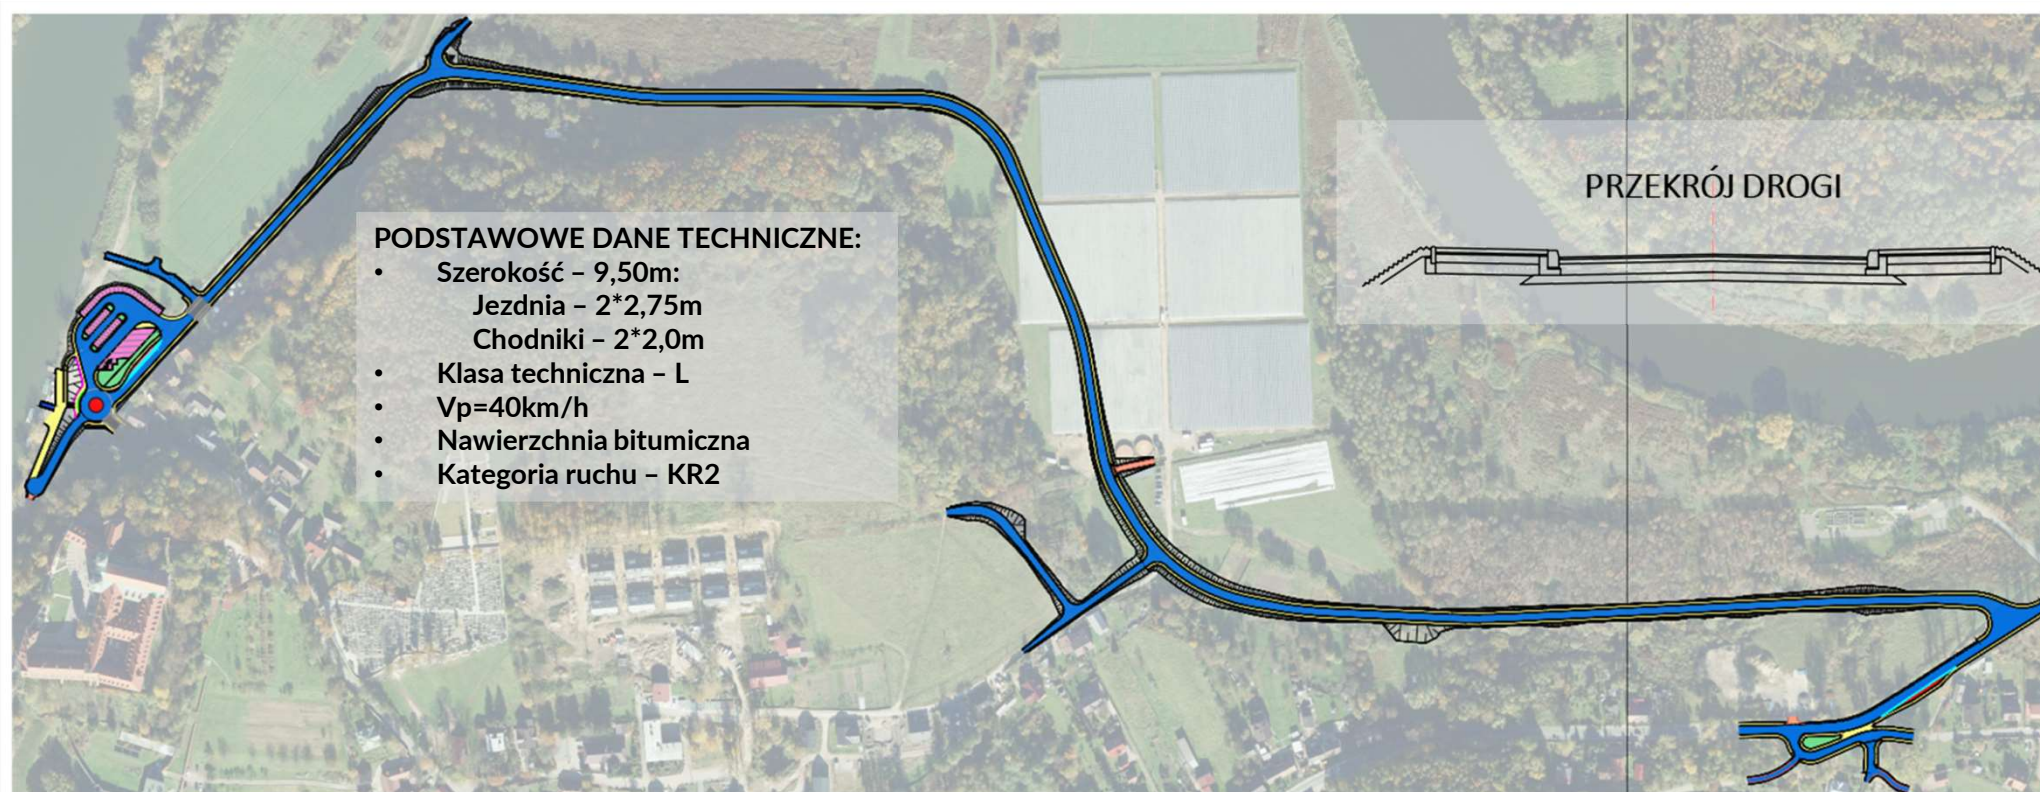 PODSTAWOWE DANE TECHNICZNE:
• Szerokość – 9,50m:
Jezdnia – 2*2,75m
Chodniki – 2*2,0m
• Klasa techniczna – L
• Vp=40km/h
• Nawierzchnia bitumiczna
• Kategoria ruchu – KR2
PRZEKRÓJ DROGI